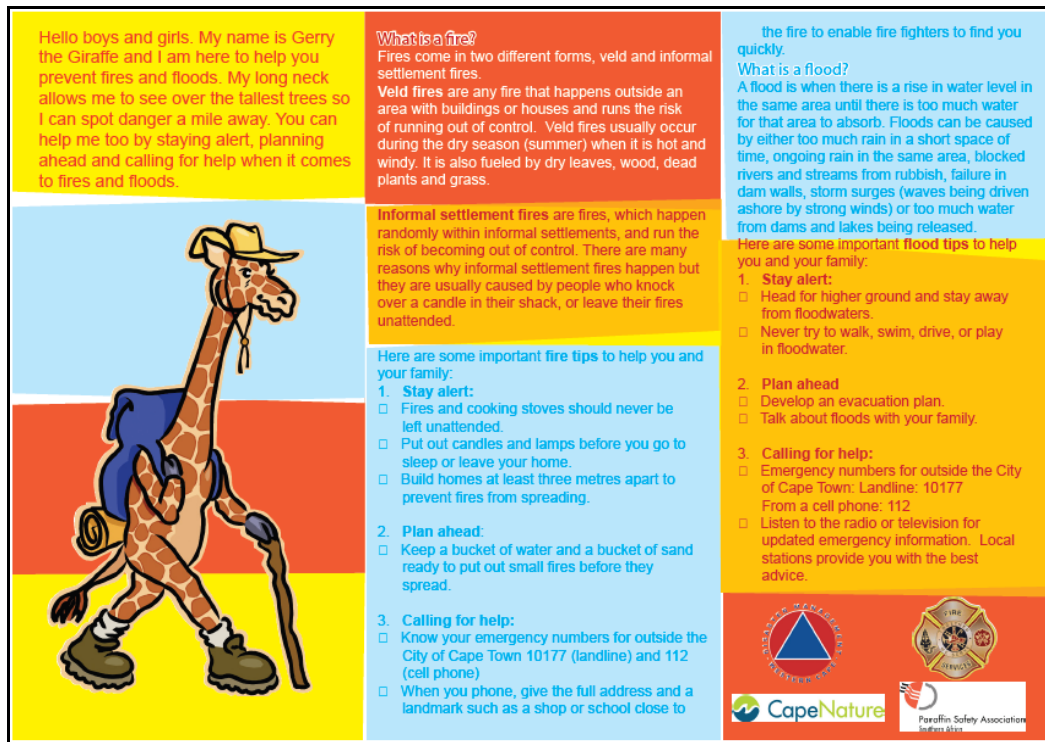 Hello boys and girls. My name is Gerry
the Giraffe and I am here to help you
prevent fires and floods. My long neck
allows me to see over the tallest trees so
I can spot danger a mile away. You can
help me too by staying alert, planning
ahead and calling for help when it comes
to fires and floods.
What is a fire?
Fires come in two different forms, veld and informal
settlement fires.
Veld fires are any fire that happens outside an
area with buildings or houses and runs the risk
of running out of control.  Veld fires usually occur
during the dry season (summer) when it is hot and
windy. It is also fueled by dry leaves, wood, dead
plants and grass.
Informal settlement fires are fires, which happen
randomly within informal settlements, and run the
risk of becoming out of control. There are many
reasons why informal settlement fires happen but
they are usually caused by people who knock
over a candle in their shack, or leave their fires
unattended.
Here are some important fire tips to help you and
your family:
1. Stay alert:
□ Fires and cooking stoves should never be
left unattended.
□ Put out candles and lamps before you go to
sleep or leave your home.
□ Build homes at least three metres apart to
prevent fires from spreading.
2. Plan ahead:
□ Keep a bucket of water and a bucket of sand
ready to put out small fires before they
spread.
3. Calling for help:
□ Know your emergency numbers for outside the
City of Cape Town 10177 (landline) and 112
(cell phone)
□ When you phone, give the full address and a
landmark such as a shop or school close to
the fire to enable fire fighters to find you
quickly.
What is a flood?
A flood is when there is a rise in water level in
the same area until there is too much water
for that area to absorb. Floods can be caused
by either too much rain in a short space of
time, ongoing rain in the same area, blocked
rivers and streams from rubbish, failure in
dam walls, storm surges (waves being driven
ashore by strong winds) or too much water
from dams and lakes being released.
Here are some important flood tips to help
you and your family:
1. Stay alert:
□ Head for higher ground and stay away
from floodwaters.
□ Never try to walk, swim, drive, or play
in floodwater.
2. Plan ahead
□ Develop an evacuation plan.
□ Talk about floods with your family.
3. Calling for help:
□ Emergency numbers for outside the City
of Cape Town: Landline: 10177
From a cell phone: 112
□ Listen to the radio or television for
updated emergency information.  Local
stations provide you with the best
advice.
DISASTER MANAGEMENT
WESTERN CAPE
FIRE
SERVICES
CapeNature
Paraffin Safety Association
Southern Africa